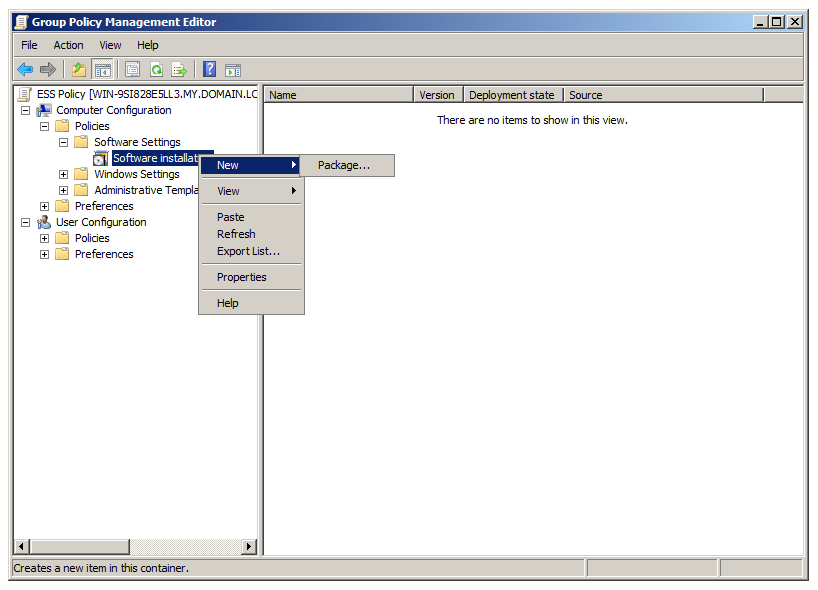 Group Policy Management Editor
File Action View Help
ESS Policy [WIN-9SI828E5LL3.MY.DOMAIN.LC
Computer Configuration
Policies
Software Settings
Software installat
Windows Settings
Administrative Templa
Preferences
User Configuration
Policies
Preferences
Name Version Deployment state Source
There are no items to show in this view.
New
Package...
View
Paste
Refresh
Export List...
Properties
Help
Creates a new item in this container.